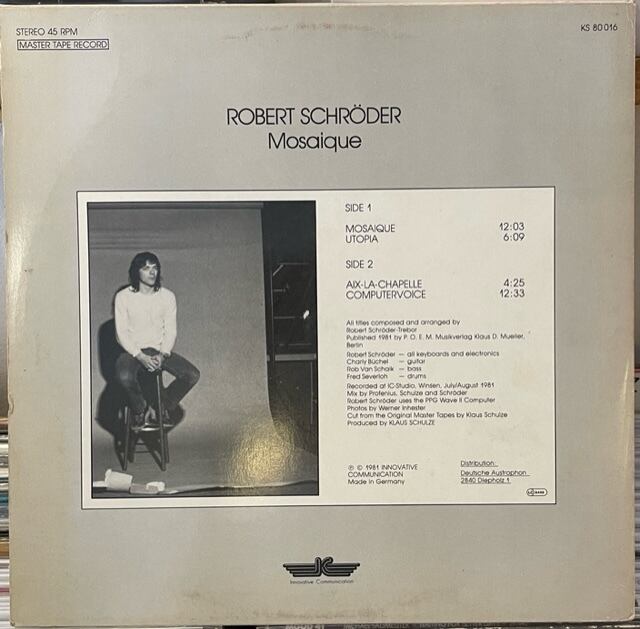 STEREO 45 RPM
MASTER TAPE RECORD
KS 80 016
ROBERT SCHRÖDER
Mosaique
SIDE 1
MOSAIQUE 12:03
UTOPIA 6:09
SIDE 2
AIX-LA-CHAPELLE 4:25
COMPUTERVOICE 12:33
All titles composed and arranged by
Robert Schröder-Trebor
Published 1981 by P. O. E. M. Musikverlag Klaus D. Mueller,
Berlin
Robert Schröder — all keyboards and electronics
Charly Büchel — guitar
Rob Van Schaik — bass
Fred Severloh — drums
Recorded at IC-Studio, Winsen, July/August 1981
Mix by Profenius, Schulze and Schröder
Robert Schröder uses the PPG Wave II Computer
Photos by Werner Inhester
Cut from the Original Master Tapes by Klaus Schulze
Produced by KLAUS SCHULZE
℗ © 1981 INNOVATIVE
COMMUNICATION
Made in Germany
Distribution:
Deutsche Austrophon
2840 Diepholz 1
IC
Innovative Communication